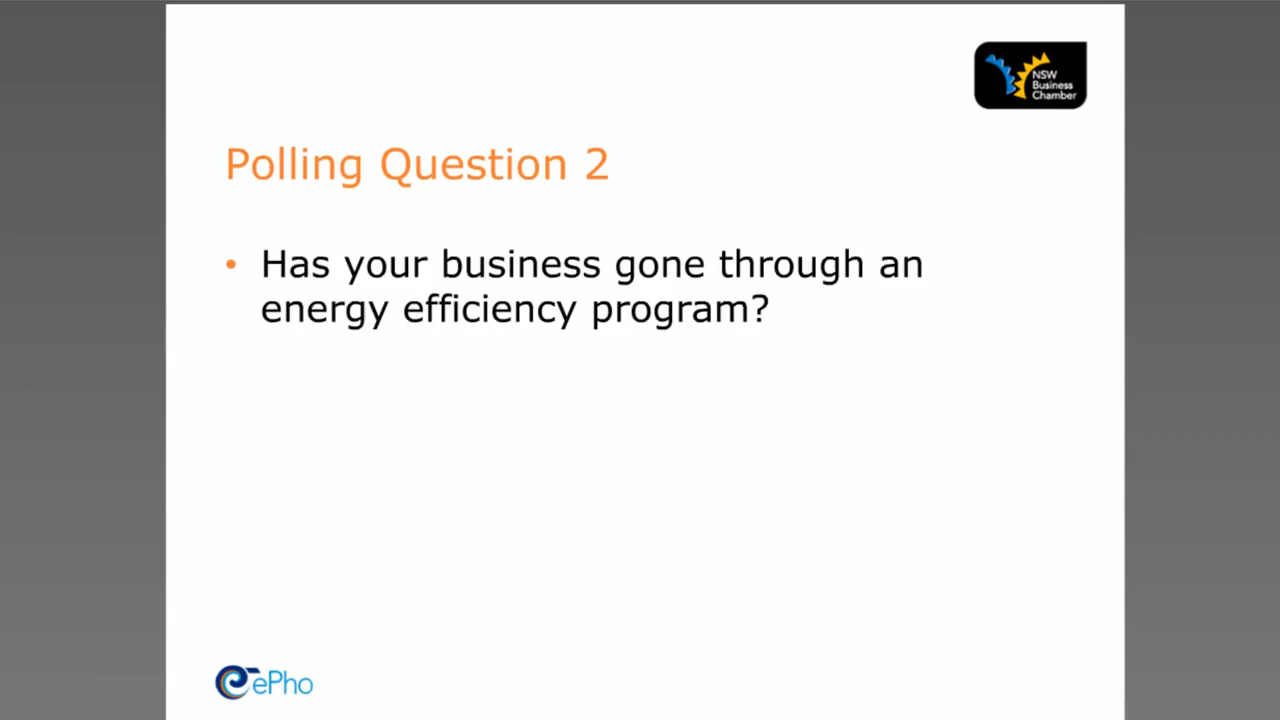 NSW
Business
Chamber
Polling Question 2
• Has your business gone through an
energy efficiency program?
ePho